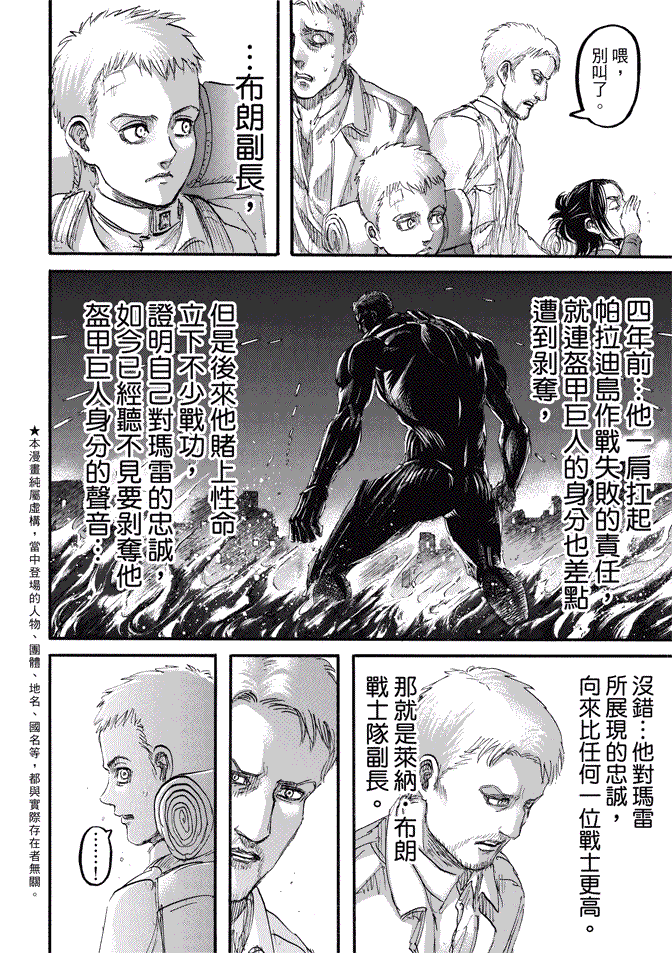 喂，
別叫了。
…布朗副長，
四年前…他一肩扛起
帕拉迪島作戰失敗的責任，
就連盔甲巨人的身分也差點
遭到剝奪，
但是後來他賭上性命
立下不少戰功，
證明自己對瑪雷的忠誠，
如今已經聽不見要剝奪他
盔甲巨人身分的聲音…
沒錯…他對瑪雷
所展現的忠誠，
向來比任何一位戰士更高。
那就是萊納・布朗
戰士隊副長。
……！
★本漫畫純屬虛構，當中登場的人物、團體、地名、國名等，都與實際存在者無關。